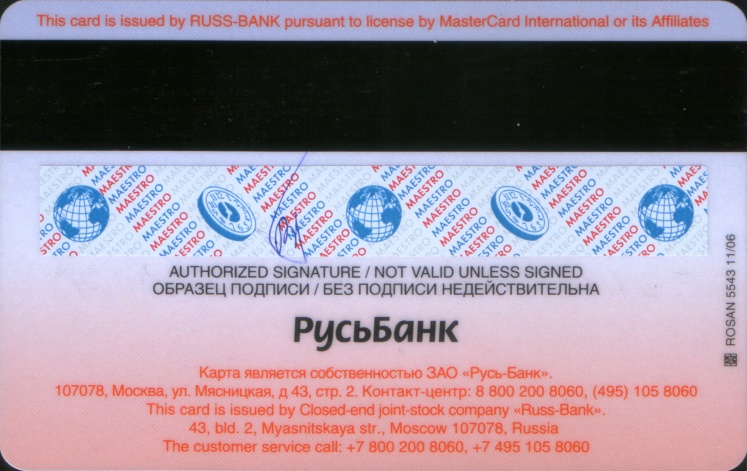 This card is issued by RUSS-BANK pursuant to license by MasterCard International or its Affiliates
MAESTRO MAESTRO MAESTRO MAESTRO MAESTRO
AUTHORIZED SIGNATURE / NOT VALID UNLESS SIGNED
ОБРАЗЕЦ ПОДПИСИ / БЕЗ ПОДПИСИ НЕДЕЙСТВИТЕЛЬНА
ROSAN 5543 11/06
РусьБанк
Карта является собственностью ЗАО «Русь-Банк».
107078, Москва, ул. Мясницкая, д 43, стр. 2. Контакт-центр: 8 800 200 8060, (495) 105 8060
This card is issued by Closed-end joint-stock company «Russ-Bank».
43, bld. 2, Myasnitskaya str., Moscow 107078, Russia
The customer service call: +7 800 200 8060, +7 495 105 8060